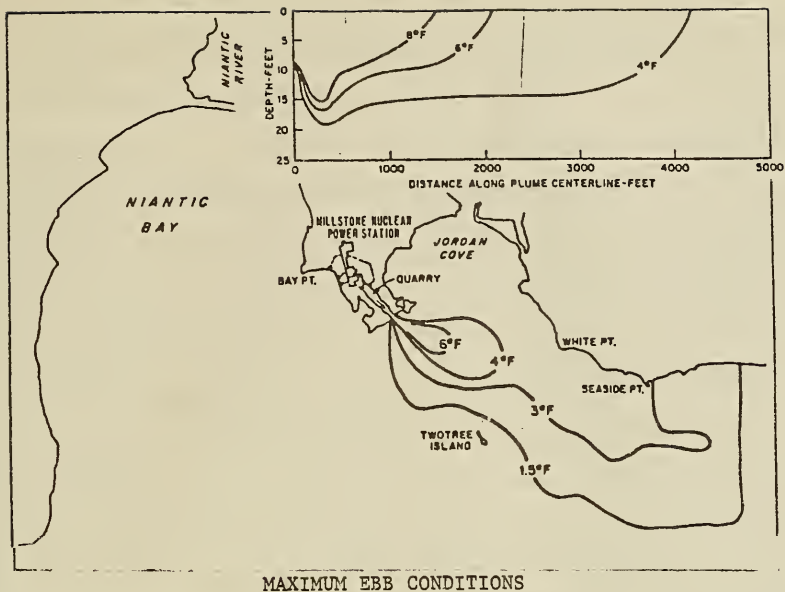 0
5
10
15
20
25
DEPTH-FEET
8°F
6°F
4°F
0
1000
2000
3000
4000
5000
DISTANCE ALONG PLUME CENTERLINE-FEET
NIANTIC
RIVER
NIANTIC
BAY
MILLSTONE NUCLEAR
POWER STATION
JORDAN
COVE
BAY PT.
QUARRY
6°F
4°F
WHITE PT.
SEASIDE PT.
3°F
TWOTREE
ISLAND
1.5°F
MAXIMUM EBB CONDITIONS